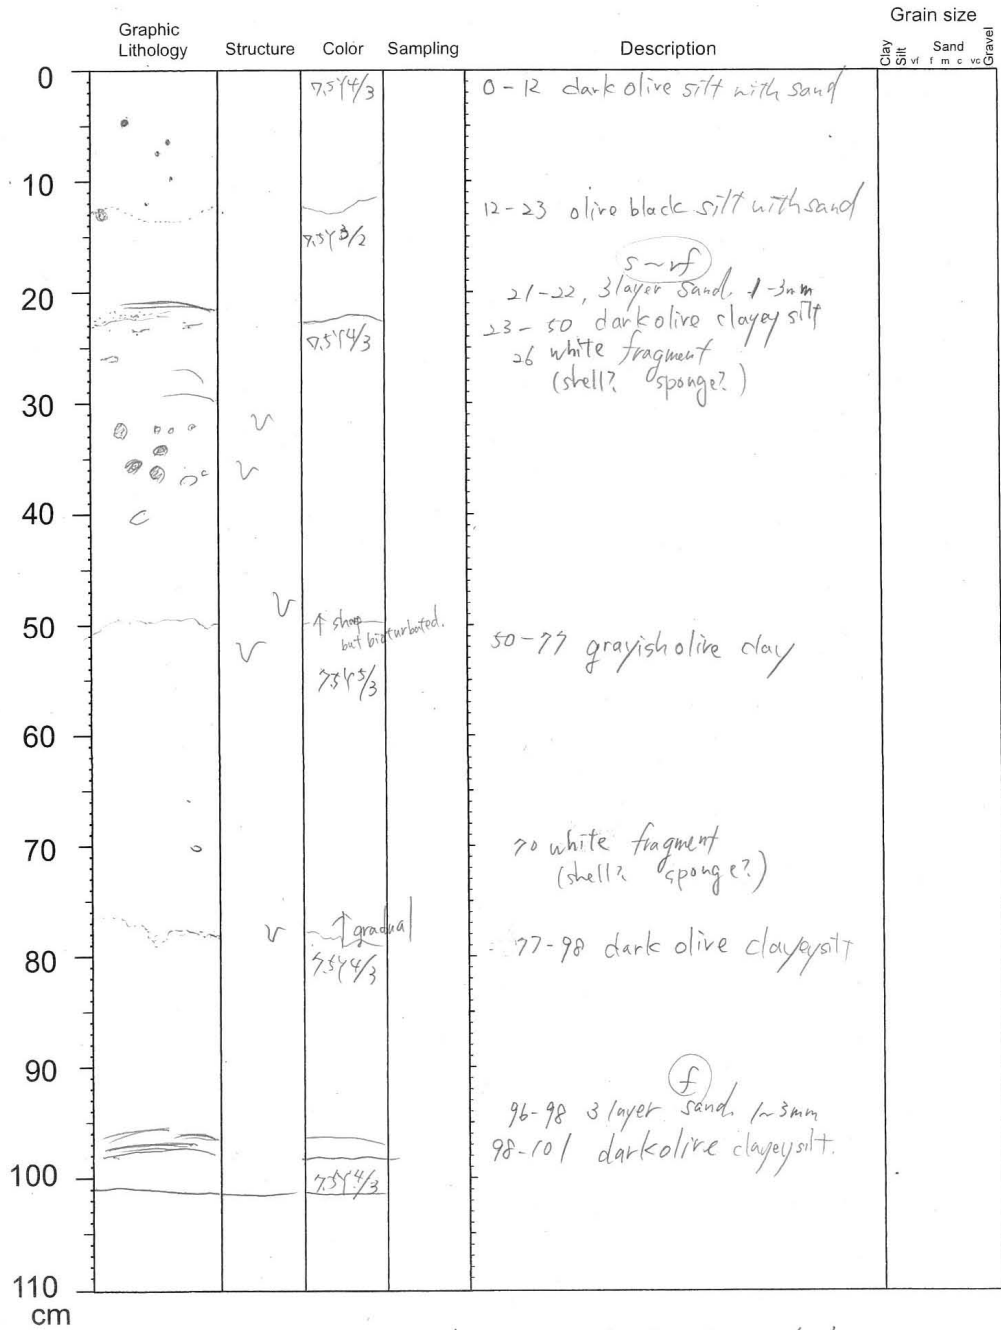 Grain size
Graphic Lithology Structure Color Sampling Description Clay Silt vf f m c vc Sand Gravel
0 7.5Y4/3 0-12 dark olive silt with sand
10
12-23 olive black silt with sand
7.5Y3/2
s~vf
20 21-22, 3 layer sand. 1-3mm
23-50 dark olive clayey silt
7.5Y4/3
26 white fragment
(shell? sponge?)
30
40
50 ↑ sharp
but bioturbated.
50-77 grayish olive clay
7.5Y5/3
60
70 70 white fragment
(shell? sponge?)
↑ gradual
77-98 dark olive clayey silt
80 7.5Y4/3
90
f
96-98 3 layer sand. 1~3mm
98-101 dark olive clayey silt.
100 7.5Y4/3
110
cm